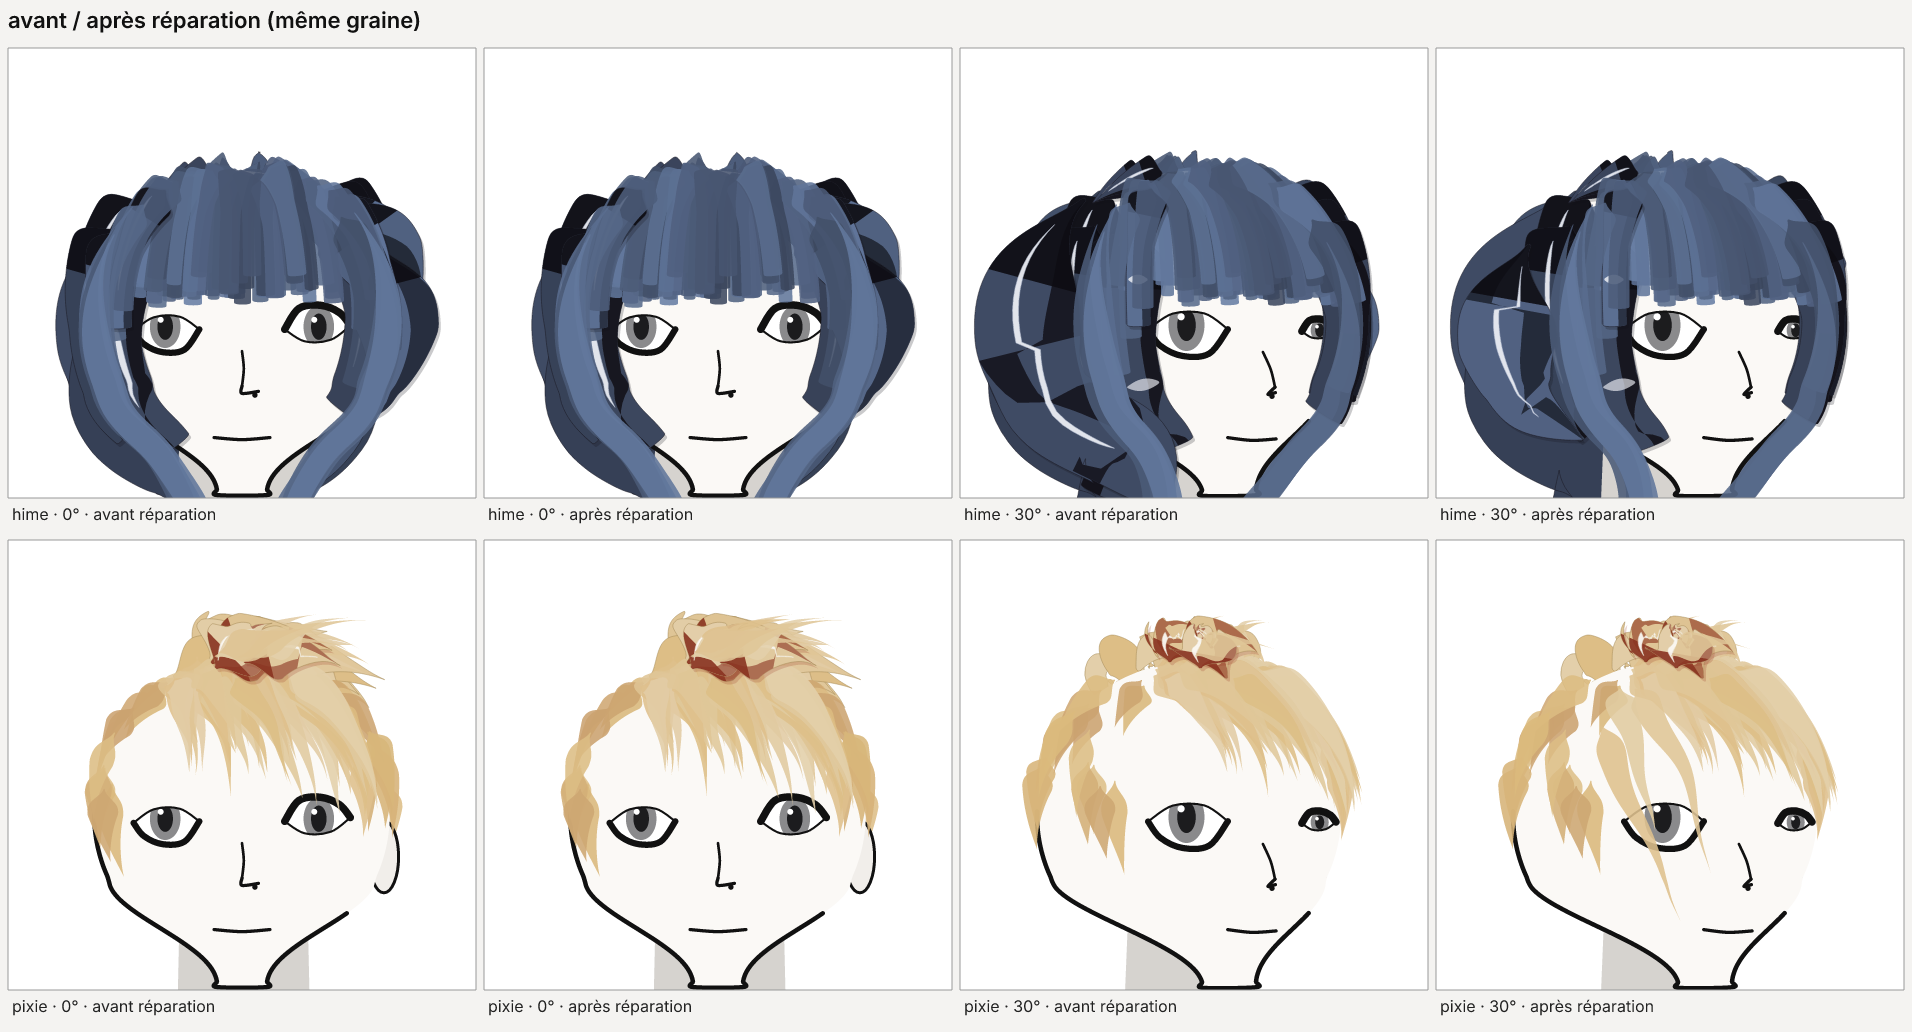 avant / après réparation (même graine)
hime · 0° · avant réparation
hime · 0° · après réparation
hime · 30° · avant réparation
hime · 30° · après réparation
pixie · 0° · avant réparation
pixie · 0° · après réparation
pixie · 30° · avant réparation
pixie · 30° · après réparation